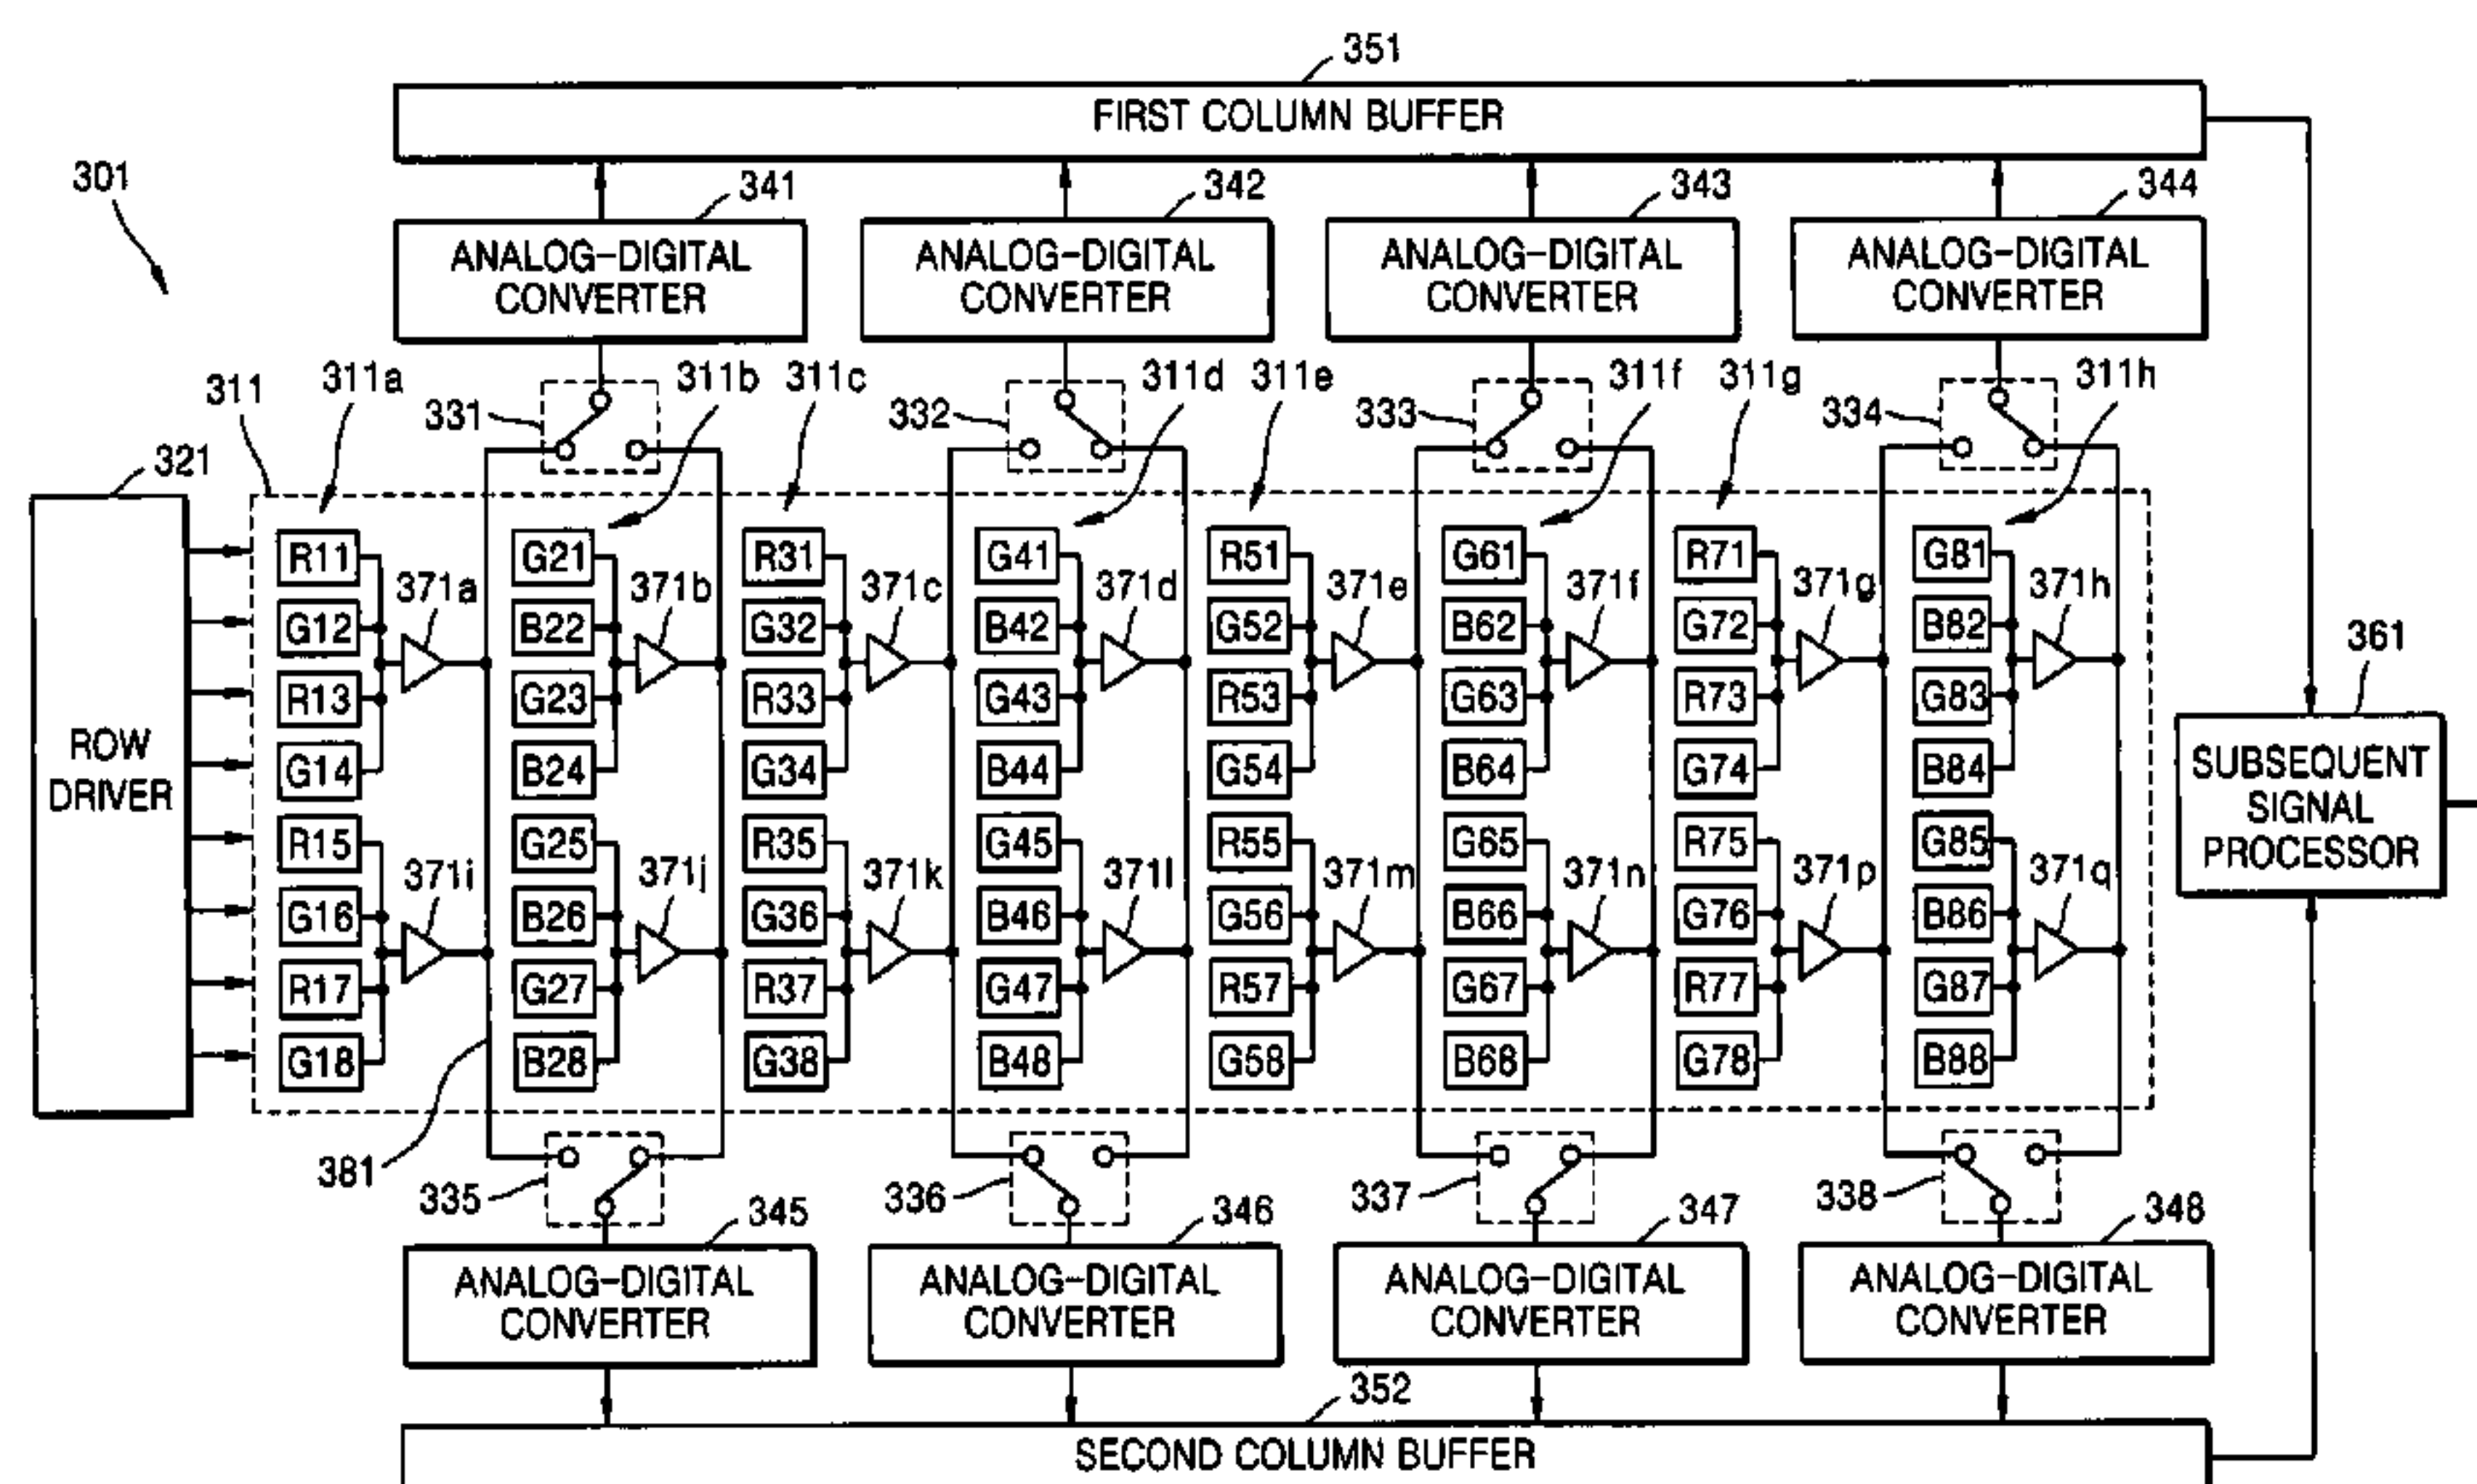 351
FIRST COLUMN BUFFER
301
341 342 343 344
ANALOG-DIGITAL CONVERTER
ANALOG-DIGITAL CONVERTER
ANALOG-DIGITAL CONVERTER
ANALOG-DIGITAL CONVERTER
311 311a 311b 311c 311d 311e 311f 311g 311h
331 332 333 334
321
R11 G21 R31 G41 R51 G61 R71 G81
371a 371b 371c 371d 371e 371f 371g 371h
G12 B22 G32 B42 G52 B62 G72 B82
361
R13 G23 R33 G43 R53 G63 R73 G83
ROW
DRIVER
G14 B24 G34 B44 G54 B64 G74 B84
SUBSEQUENT
SIGNAL
PROCESSOR
R15 G25 R35 G45 R55 G65 R75 G85
371i 371j 371k 371l 371m 371n 371p 371q
G16 B26 G36 B46 G56 B66 G76 B86
R17 G27 R37 G47 R57 G67 R77 G87
G18 B28 G38 B48 G58 B68 G78 B88
381
335 336 337 338
345 346 347 348
ANALOG-DIGITAL CONVERTER
ANALOG-DIGITAL CONVERTER
ANALOG-DIGITAL CONVERTER
ANALOG-DIGITAL CONVERTER
352
SECOND COLUMN BUFFER